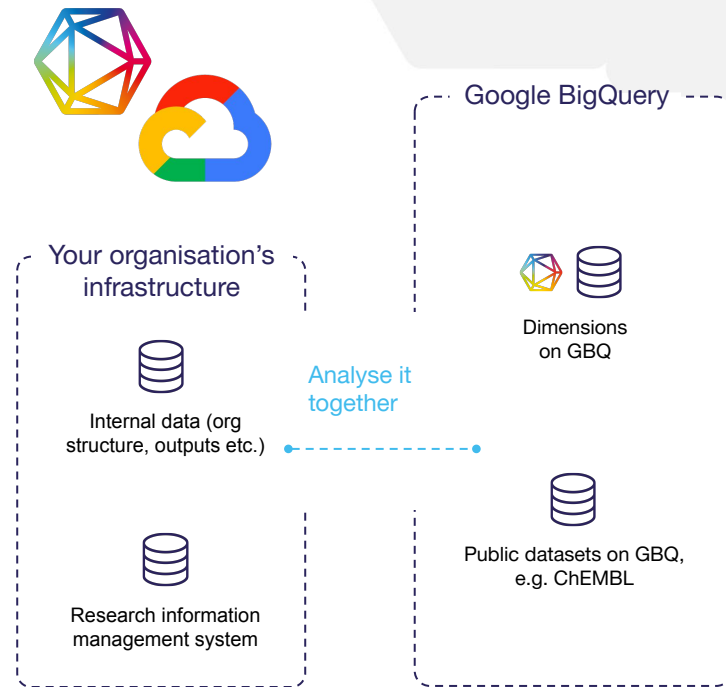 Google BigQuery
Your organisation's
infrastructure
Dimensions
on GBQ
Internal data (org
structure, outputs etc.)
Analyse it
together
Public datasets on GBQ,
e.g. ChEMBL
Research information
management system